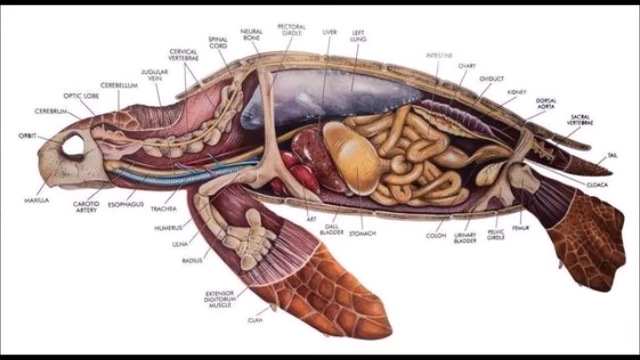 PECTORAL
GIRDLE
NEURAL
BONE
LIVER
LEFT
LUNG
SPINAL
CORD
CERVICAL
VERTEBRAE
INTESTINE
OVARY
JUGULAR
VEIN
OVIDUCT
CEREBELLUM
KIDNEY
OPTIC LOBE
DORSAL
AORTA
CEREBRUM
SACRAL
VERTEBRAE
ORBIT
TAIL
CLOACA
MAXILLA
CAROTID
ARTERY
ESOPHAGUS
TRACHEA
HUMERUS
ULNA
RADIUS
ART
GALL
BLADDER
STOMACH
COLON
URINARY
BLADDER
PELVIC
GIRDLE
FEMUR
EXTENSOR
DIGITORUM
MUSCLE
CLAW